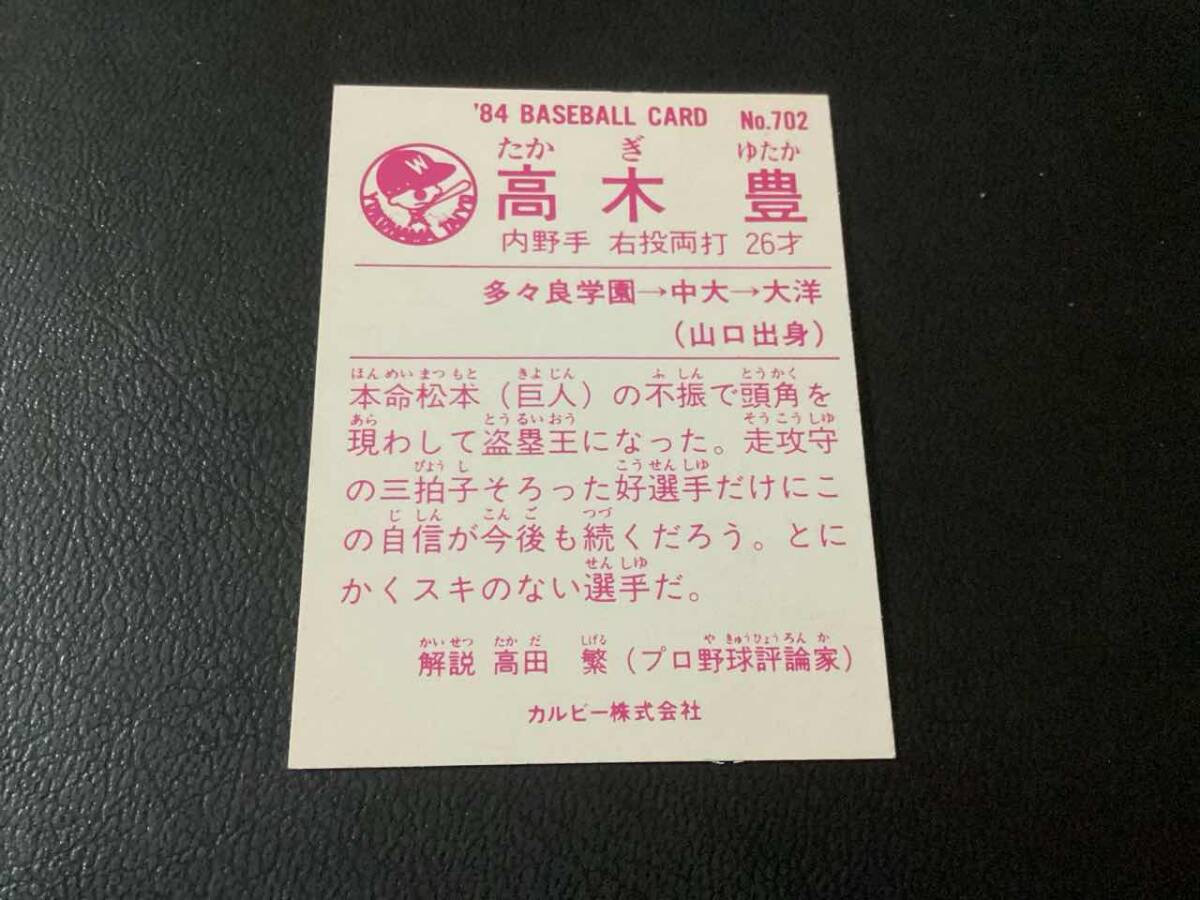 '84 BASEBALL CARD No.702
たか ぎ ゆたか
高木 豊
W
YOKOHAMA TAIYO
内野手 右投両打 26才
多々良学園→中大→大洋
(山口出身)
ほんめいまつもと きよじん ふしん とうかく
本命松本(巨人)の不振で頭角を
あら とうるいおう そうこうしゆ
現わして盗塁王になった。走攻守
びょうし こうせんしゆ
の三拍子そろった好選手だけにこ
じしん こんご つづ
の自信が今後も続くだろう。とに
せんしゆ
かくスキのない選手だ。
かいせつ たかだ しげる やきゅうひょうろんか
解説 高田 繁(プロ野球評論家)
カルビー株式会社